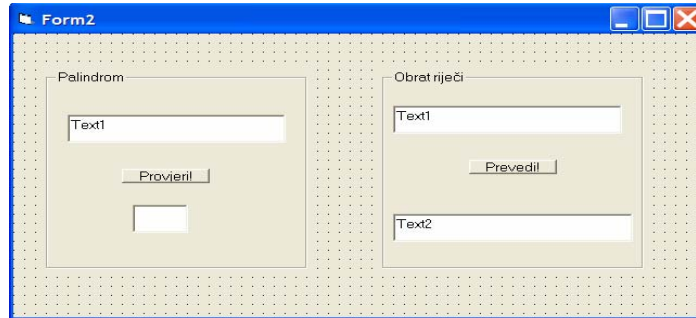 Form2
Palindrom
Text1
Provjeri!
Obrat riječi
Text1
Prevedi!
Text2